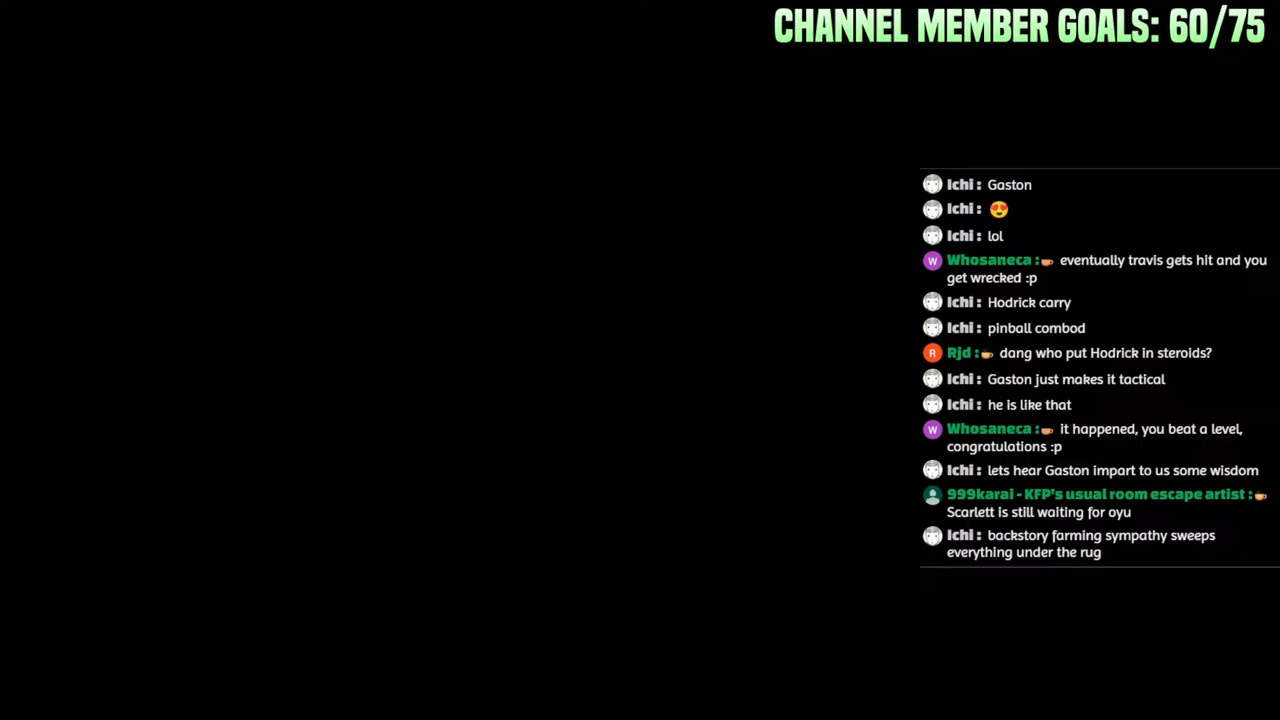 CHANNEL MEMBER GOALS: 60/75
Ichi : Gaston
Ichi : 😍
Ichi : lol
W Whosaneca :☕ eventually travis gets hit and you
get wrecked :p
Ichi : Hodrick carry
Ichi : pinball combod
R Rjd :☕ dang who put Hodrick in steroids?
Ichi : Gaston just makes it tactical
Ichi : he is like that
W Whosaneca :☕ it happened, you beat a level,
congratulations :p
Ichi : lets hear Gaston impart to us some wisdom
999karai - KFP's usual room escape artist :☕
Scarlett is still waiting for oyu
Ichi : backstory farming sympathy sweeps
everything under the rug